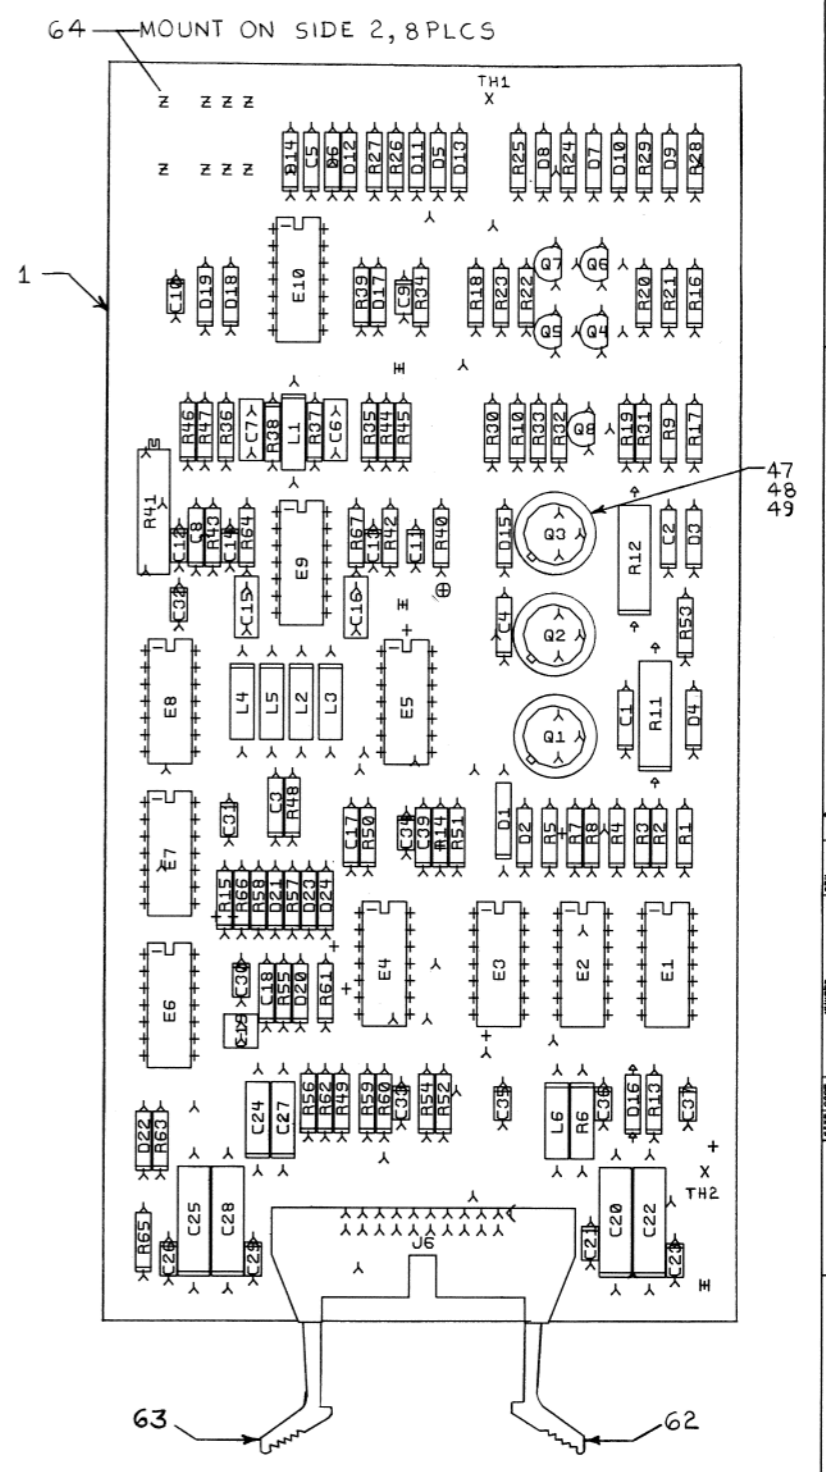 64 MOUNT ON SIDE 2, 8 PLCS
TH1
X
Z Z Z Z
Z Z Z Z
D14 C5 D6 D12 R27 R26 D11 D5 D13 R25 D8 R24 D7 D10 R29 D9 R28
1
C10 D19 D18 E10 R39 D17 C9 R34 R18 R23 R22 Q7 Q6 R20 R21 R16
Q5 Q4
R46 R47 R36 C7 R38 L1 R37 C6 R35 R44 R45 R30 R10 R33 R32 Q8 R19 R31 R9 R17
47
48
49
R41 C12 C8 R43 C14 R64 E9 R67 C13 R42 C11 R40 D15 Q3 R12 C2 D3
C32 C15 C16 C4 Q2 R53
E8 L4 L5 L2 L3 E5 Q1 C1 R11 D4
E7 C31 C3 R48 C17 R50 C34 C39 R14 R51 D1 D2 R5 R7 R8 R4 R3 R2 R1
R15 R66 R58 D21 R57 D23 D24
E6 C30 C18 R55 D20 R61 E4 E3 E2 E1
C19
C24 C27 R56 R62 R49 R59 R60 C33 R54 R52 C35 L6 R6 C36 D16 R13 C37
D22 R63
X
TH2
R65 C26 C25 C28 C29 J6 C21 C20 C22 C23
63 62